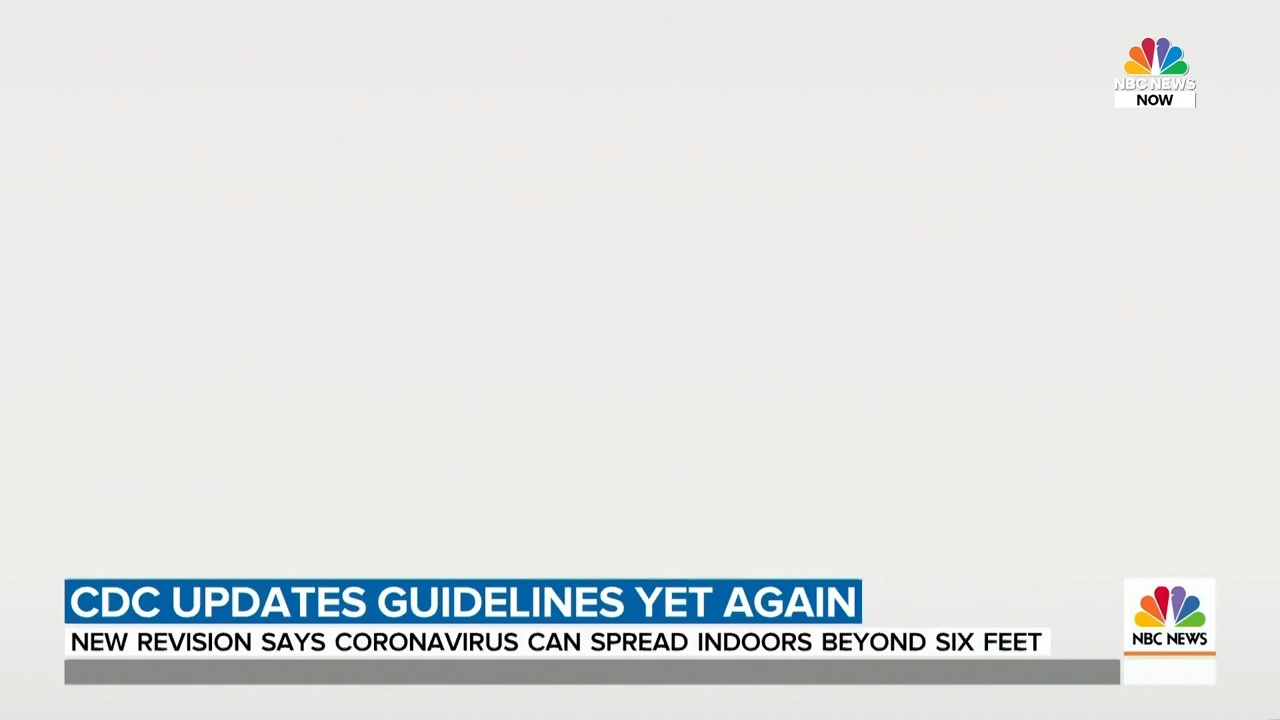 NBC NEWS
NOW
CDC UPDATES GUIDELINES YET AGAIN
NEW REVISION SAYS CORONAVIRUS CAN SPREAD INDOORS BEYOND SIX FEET
NBC NEWS